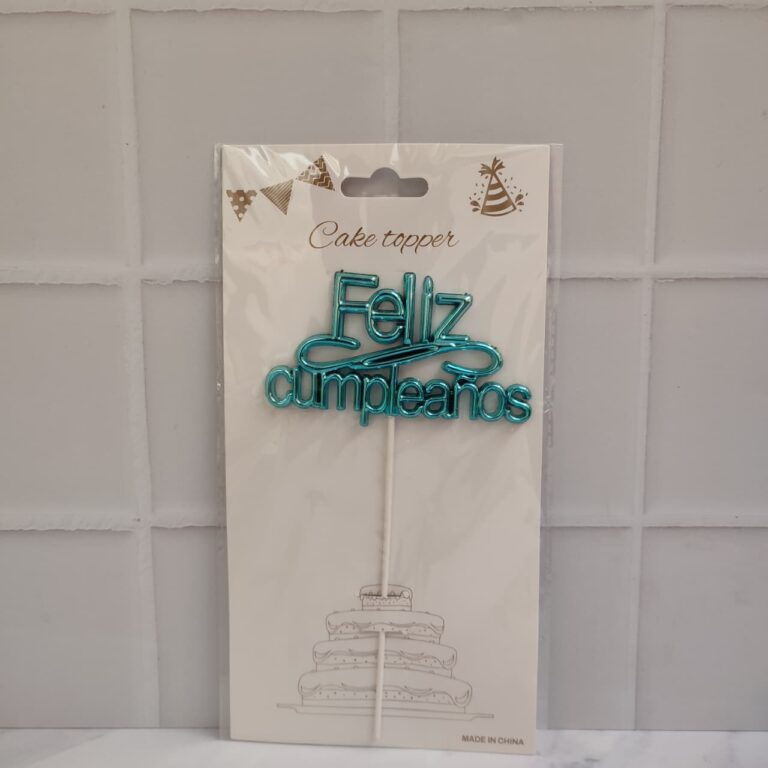 Cake topper
Feliz
cumpleaños
MADE IN CHINA